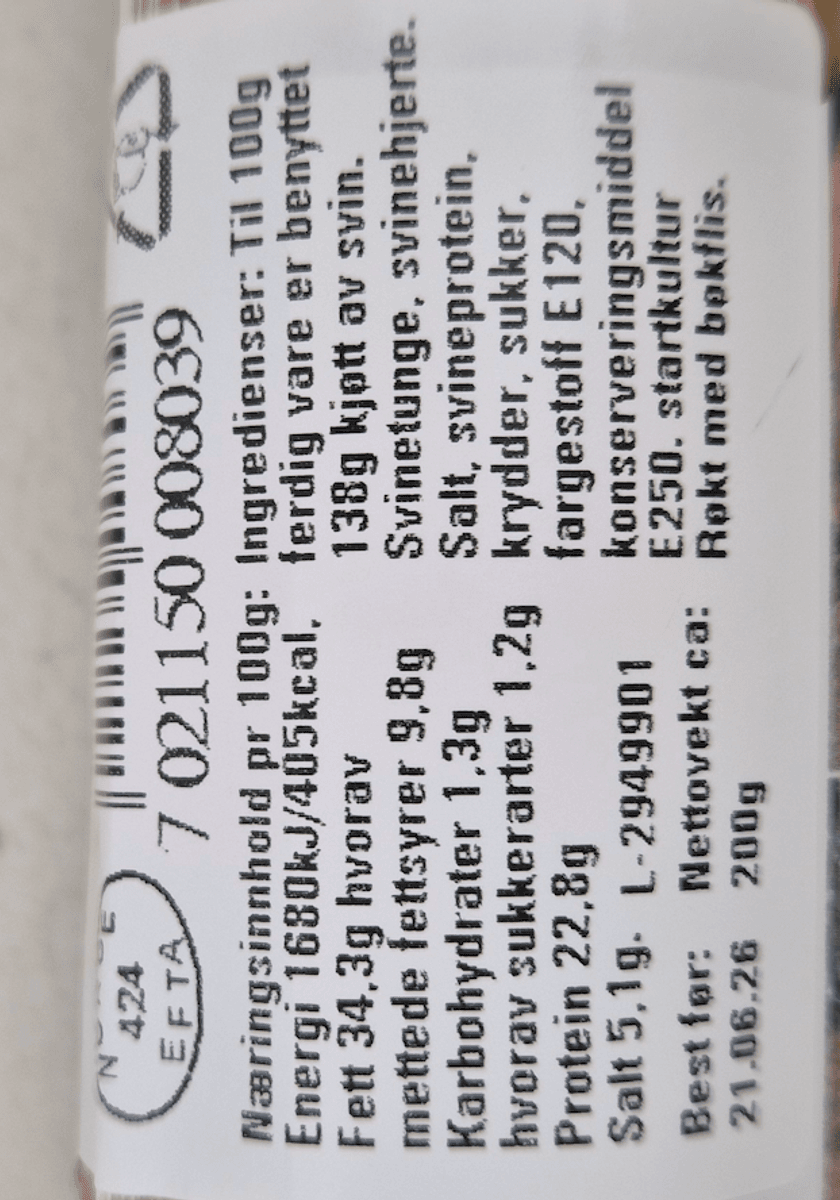 424
EFTA
7 021150 008039
Næringsinnhold pr 100g:
Energi 1680kJ/405kcal,
Fett 34,3g hvorav
mettede fettsyrer 9,8g
Karbohydrater 1,3g
hvorav sukkerarter 1,2g
Protein 22,8g
Salt 5,1g. L-2949901
Best før:
21.06.26
Nettovekt ca:
200g
Ingredienser: Til 100g
ferdig vare er benyttet
138g kjøtt av svin.
Svinetunge, svinehjerte.
Salt, svineprotein,
krydder, sukker,
fargestoff E120,
konserveringsmiddel
E250. startkultur
Røkt med bøkflis.